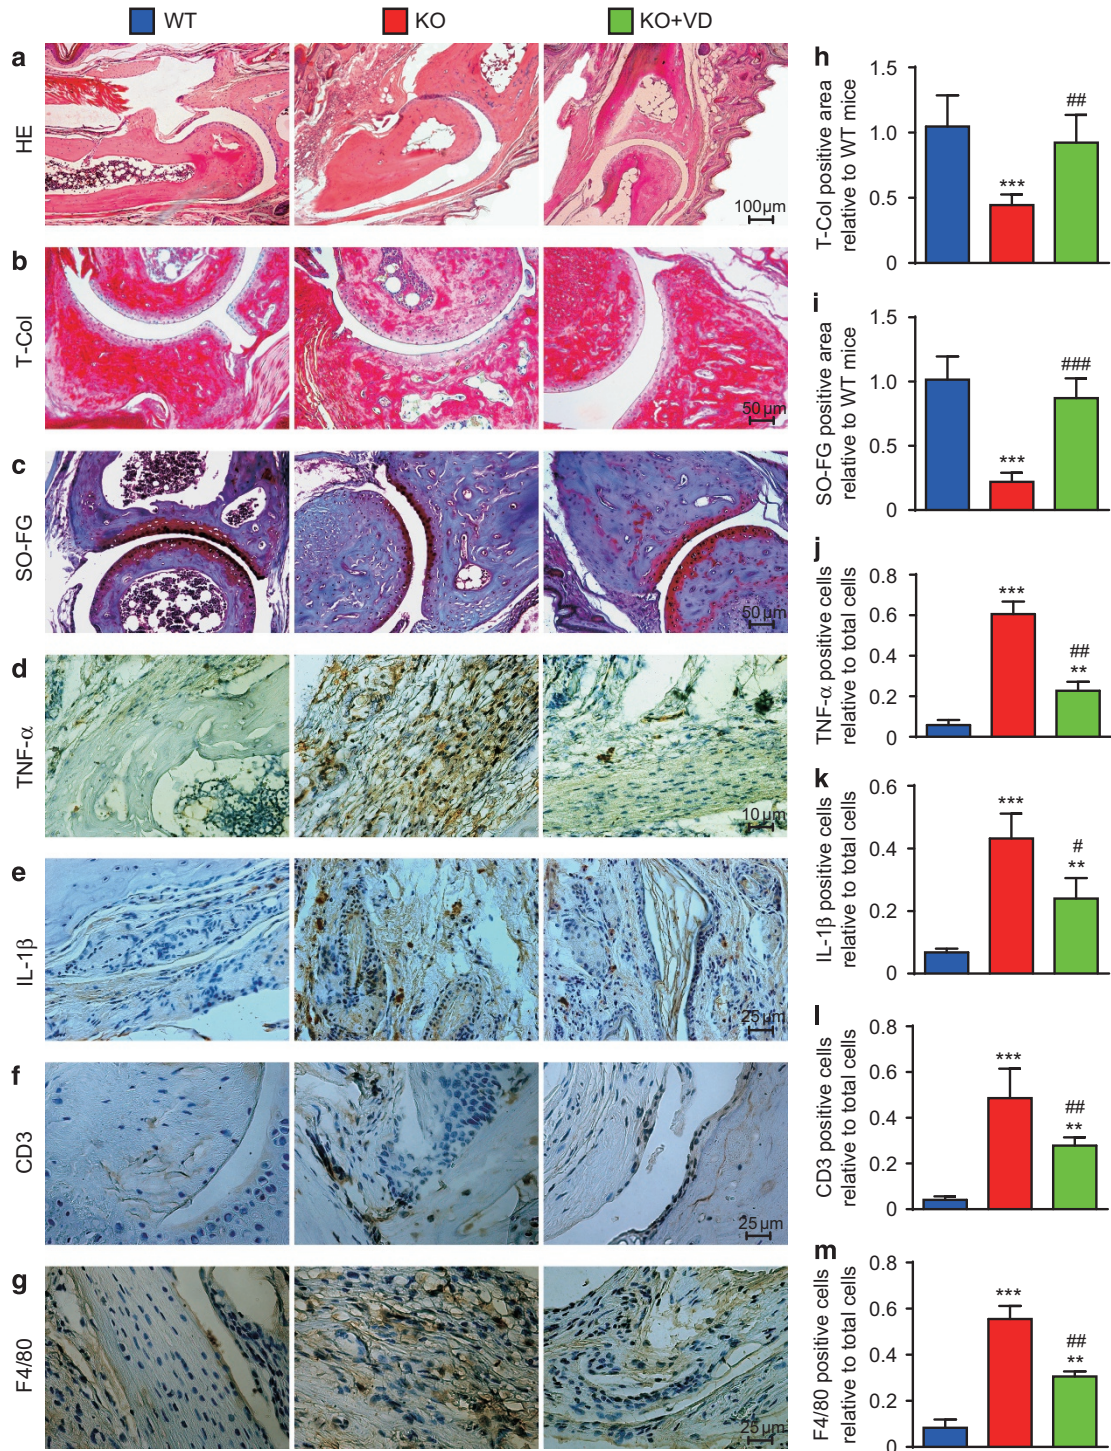 WT KO KO+VD
a
HE
100µm
b
T-Col
50µm
c
SO-FG
50µm
d
TNF-α
10µm
e
IL-1β
25µm
f
CD3
25µm
g
F4/80
25µm
h
T-Col positive area
relative to WT mice
1.5
1.0
0.5
0
***
##
i
SO-FG positive area
relative to WT mice
1.5
1.0
0.5
0
***
###
j
TNF-α positive cells
relative to total cells
0.8
0.6
0.4
0.2
0
***
##
**
k
IL-1β positive cells
relative to total cells
0.6
0.4
0.2
0
***
#
**
l
CD3 positive cells
relative to total cells
0.8
0.6
0.4
0.2
0
***
##
**
m
F4/80 positive cells
relative to total cells
0.8
0.6
0.4
0.2
0
***
##
**